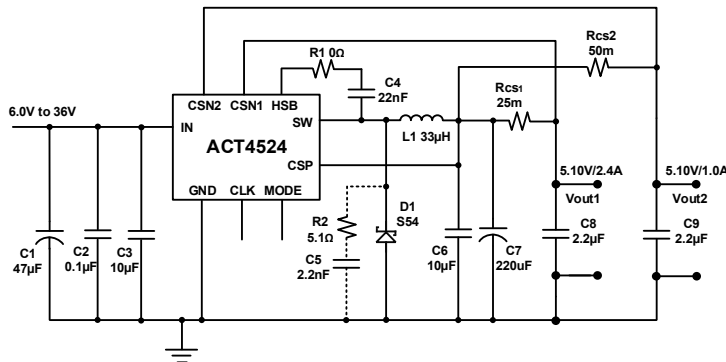 Rcs2
50m
R1 0Ω
C4
22nF
CSN2 CSN1 HSB
Rcs1
25m
6.0V to 36V
IN
SW
L1 33µH
ACT4524
CSP
5.10V/2.4A
5.10V/1.0A
GND CLK MODE
Vout1
Vout2
R2
5.1Ω
D1
S54
C1
47µF
C2
0.1µF
C3
10µF
C5
2.2nF
C6
10µF
C7
220uF
C8
2.2µF
C9
2.2µF